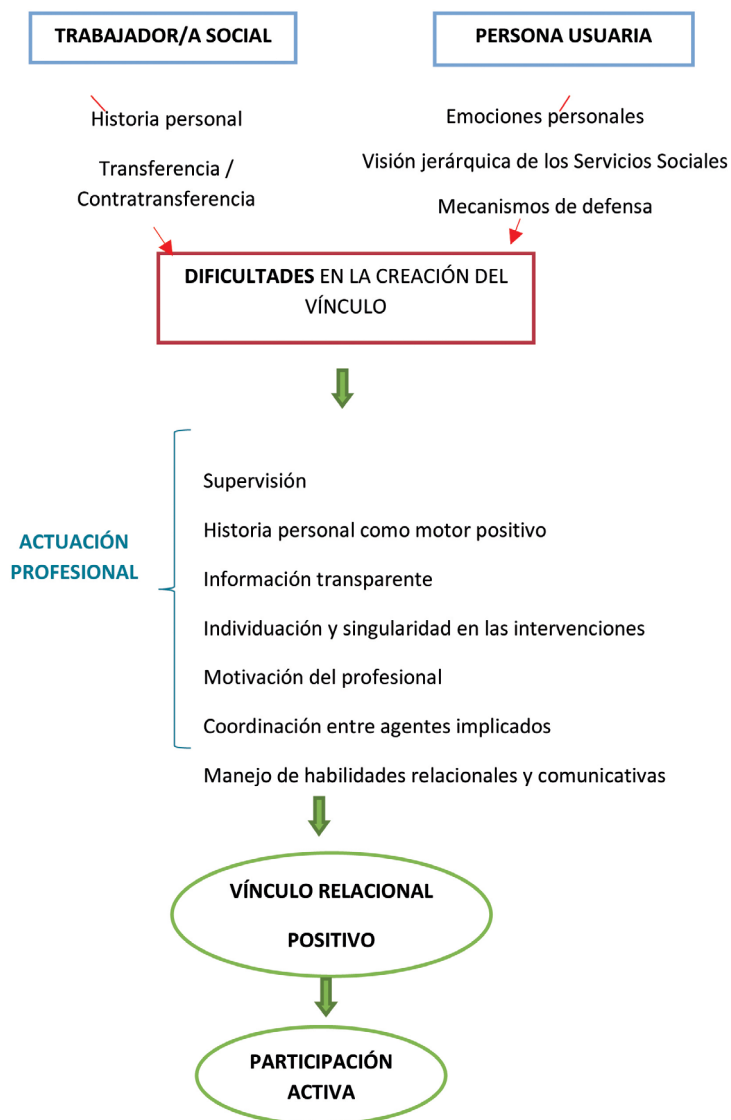 TRABAJADOR/A SOCIAL
PERSONA USUARIA
Historia personal
Transferencia /
Contratransferencia
Emociones personales
Visión jerárquica de los Servicios Sociales
Mecanismos de defensa
DIFICULTADES EN LA CREACIÓN DEL
VÍNCULO
ACTUACIÓN
PROFESIONAL
Supervisión
Historia personal como motor positivo
Información transparente
Individuación y singularidad en las intervenciones
Motivación del profesional
Coordinación entre agentes implicados
Manejo de habilidades relacionales y comunicativas
VÍNCULO RELACIONAL
POSITIVO
PARTICIPACIÓN
ACTIVA